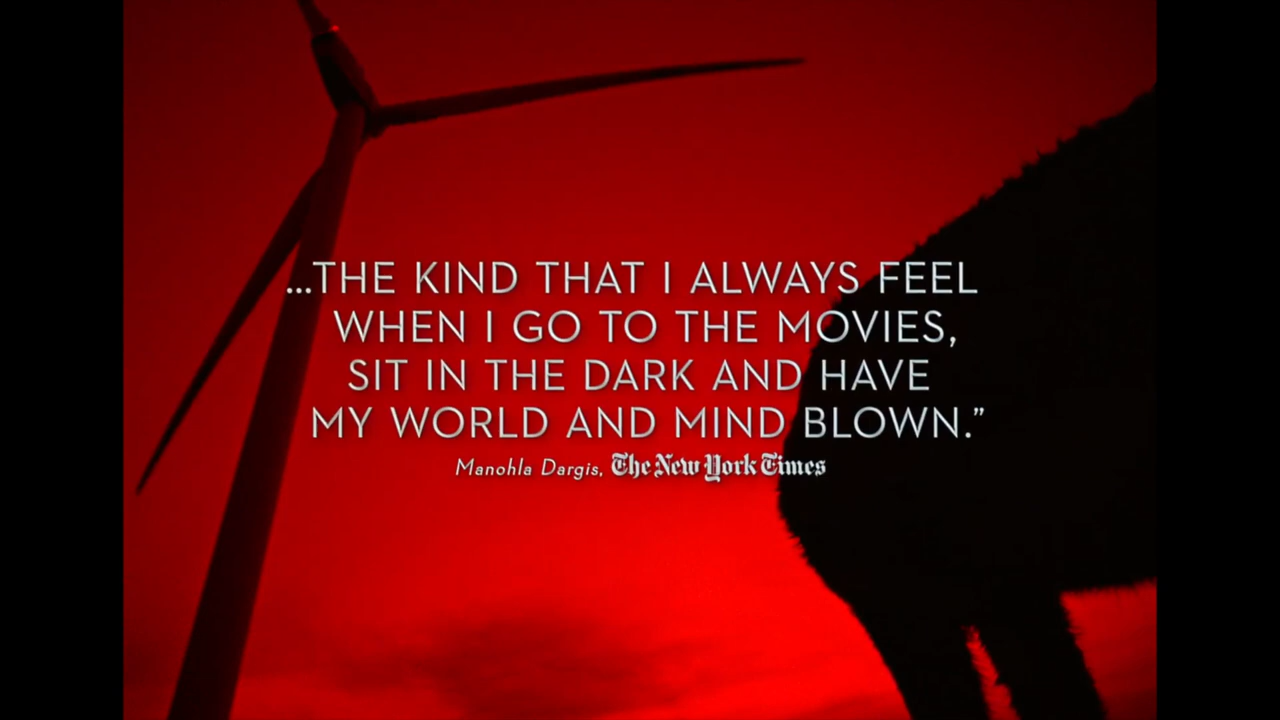 ...THE KIND THAT I ALWAYS FEEL
WHEN I GO TO THE MOVIES,
SIT IN THE DARK AND HAVE
MY WORLD AND MIND BLOWN.”
Manohla Dargis, The New York Times